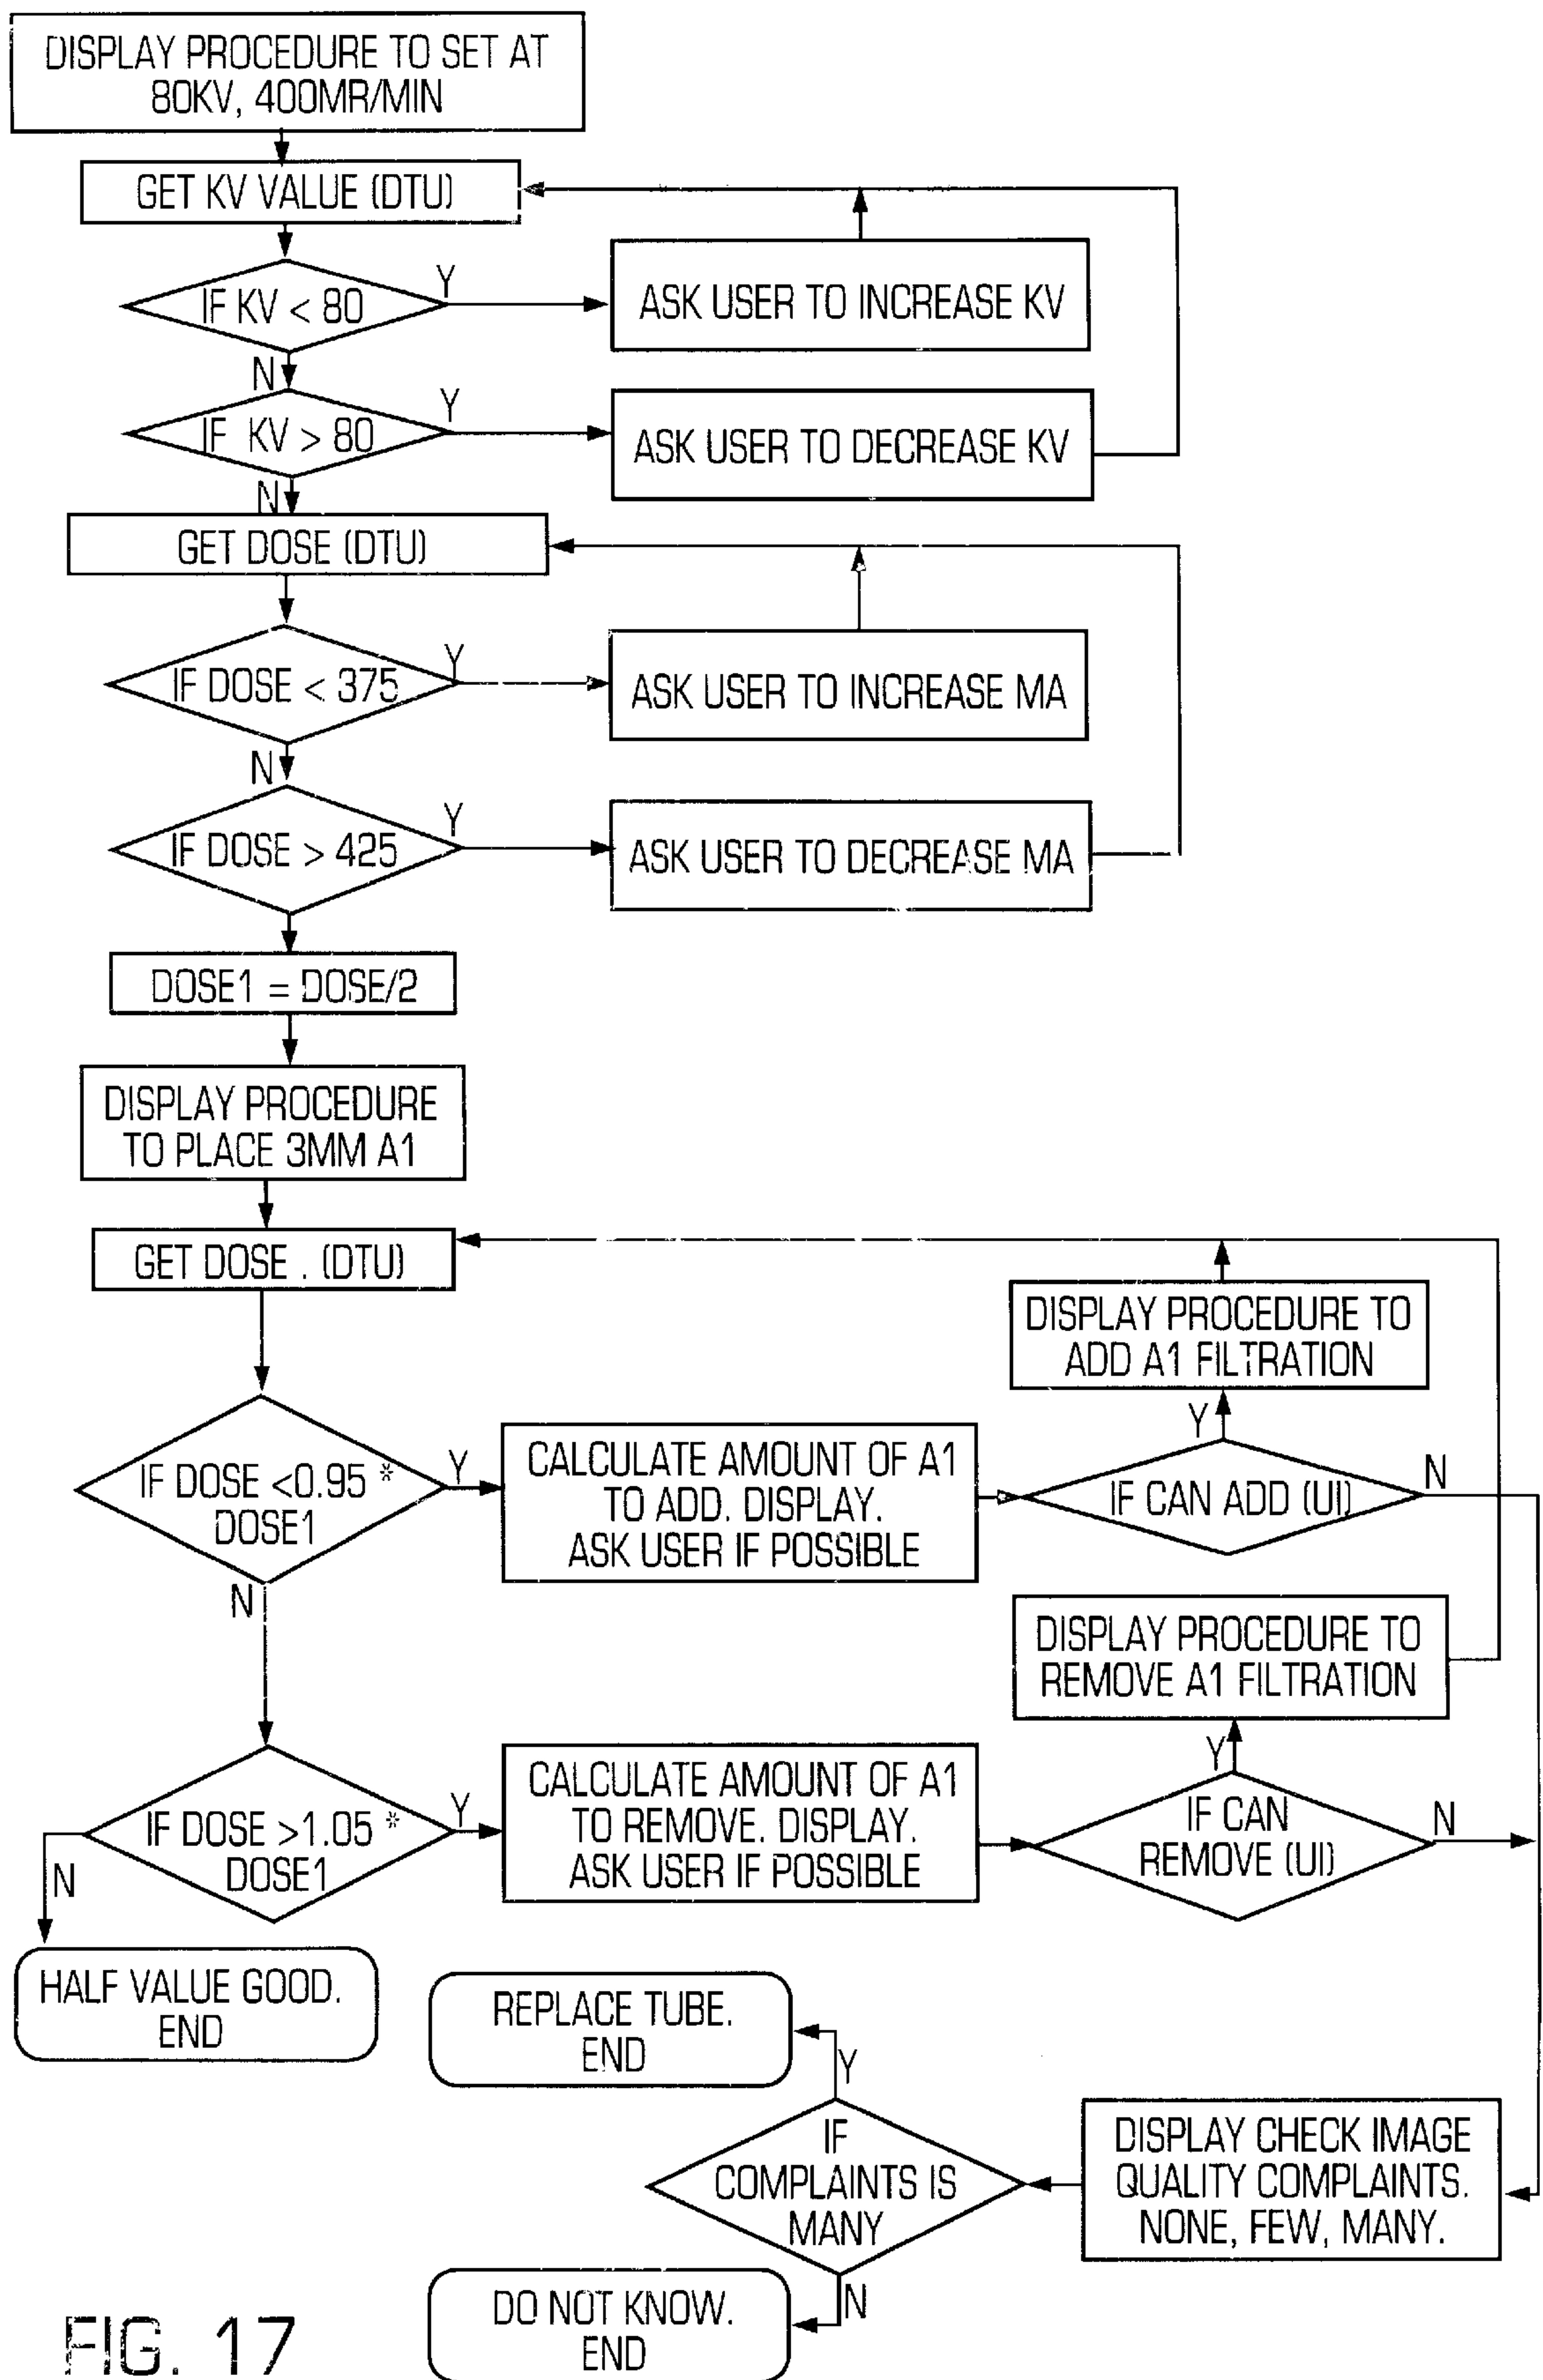 DISPLAY PROCEDURE TO SET AT
80KV, 400MR/MIN
GET KV VALUE (DTU)
IF KV < 80
Y
ASK USER TO INCREASE KV
N
IF KV > 80
Y
ASK USER TO DECREASE KV
N
GET DOSE (DTU)
IF DOSE < 375
Y
ASK USER TO INCREASE MA
N
IF DOSE > 425
Y
ASK USER TO DECREASE MA
DOSE1 = DOSE/2
DISPLAY PROCEDURE
TO PLACE 3MM A1
GET DOSE . (DTU)
DISPLAY PROCEDURE TO
ADD A1 FILTRATION
Y
IF DOSE <0.95 *
DOSE1
Y
CALCULATE AMOUNT OF A1
TO ADD. DISPLAY.
ASK USER IF POSSIBLE
IF CAN ADD (UI)
N
N
DISPLAY PROCEDURE TO
REMOVE A1 FILTRATION
Y
IF DOSE >1.05 *
DOSE1
Y
CALCULATE AMOUNT OF A1
TO REMOVE. DISPLAY.
ASK USER IF POSSIBLE
IF CAN
REMOVE (UI)
N
N
HALF VALUE GOOD.
END
REPLACE TUBE.
END
Y
IF
COMPLAINTS IS
MANY
DISPLAY CHECK IMAGE
QUALITY COMPLAINTS.
NONE, FEW, MANY.
N
DO NOT KNOW.
END
FIG. 17